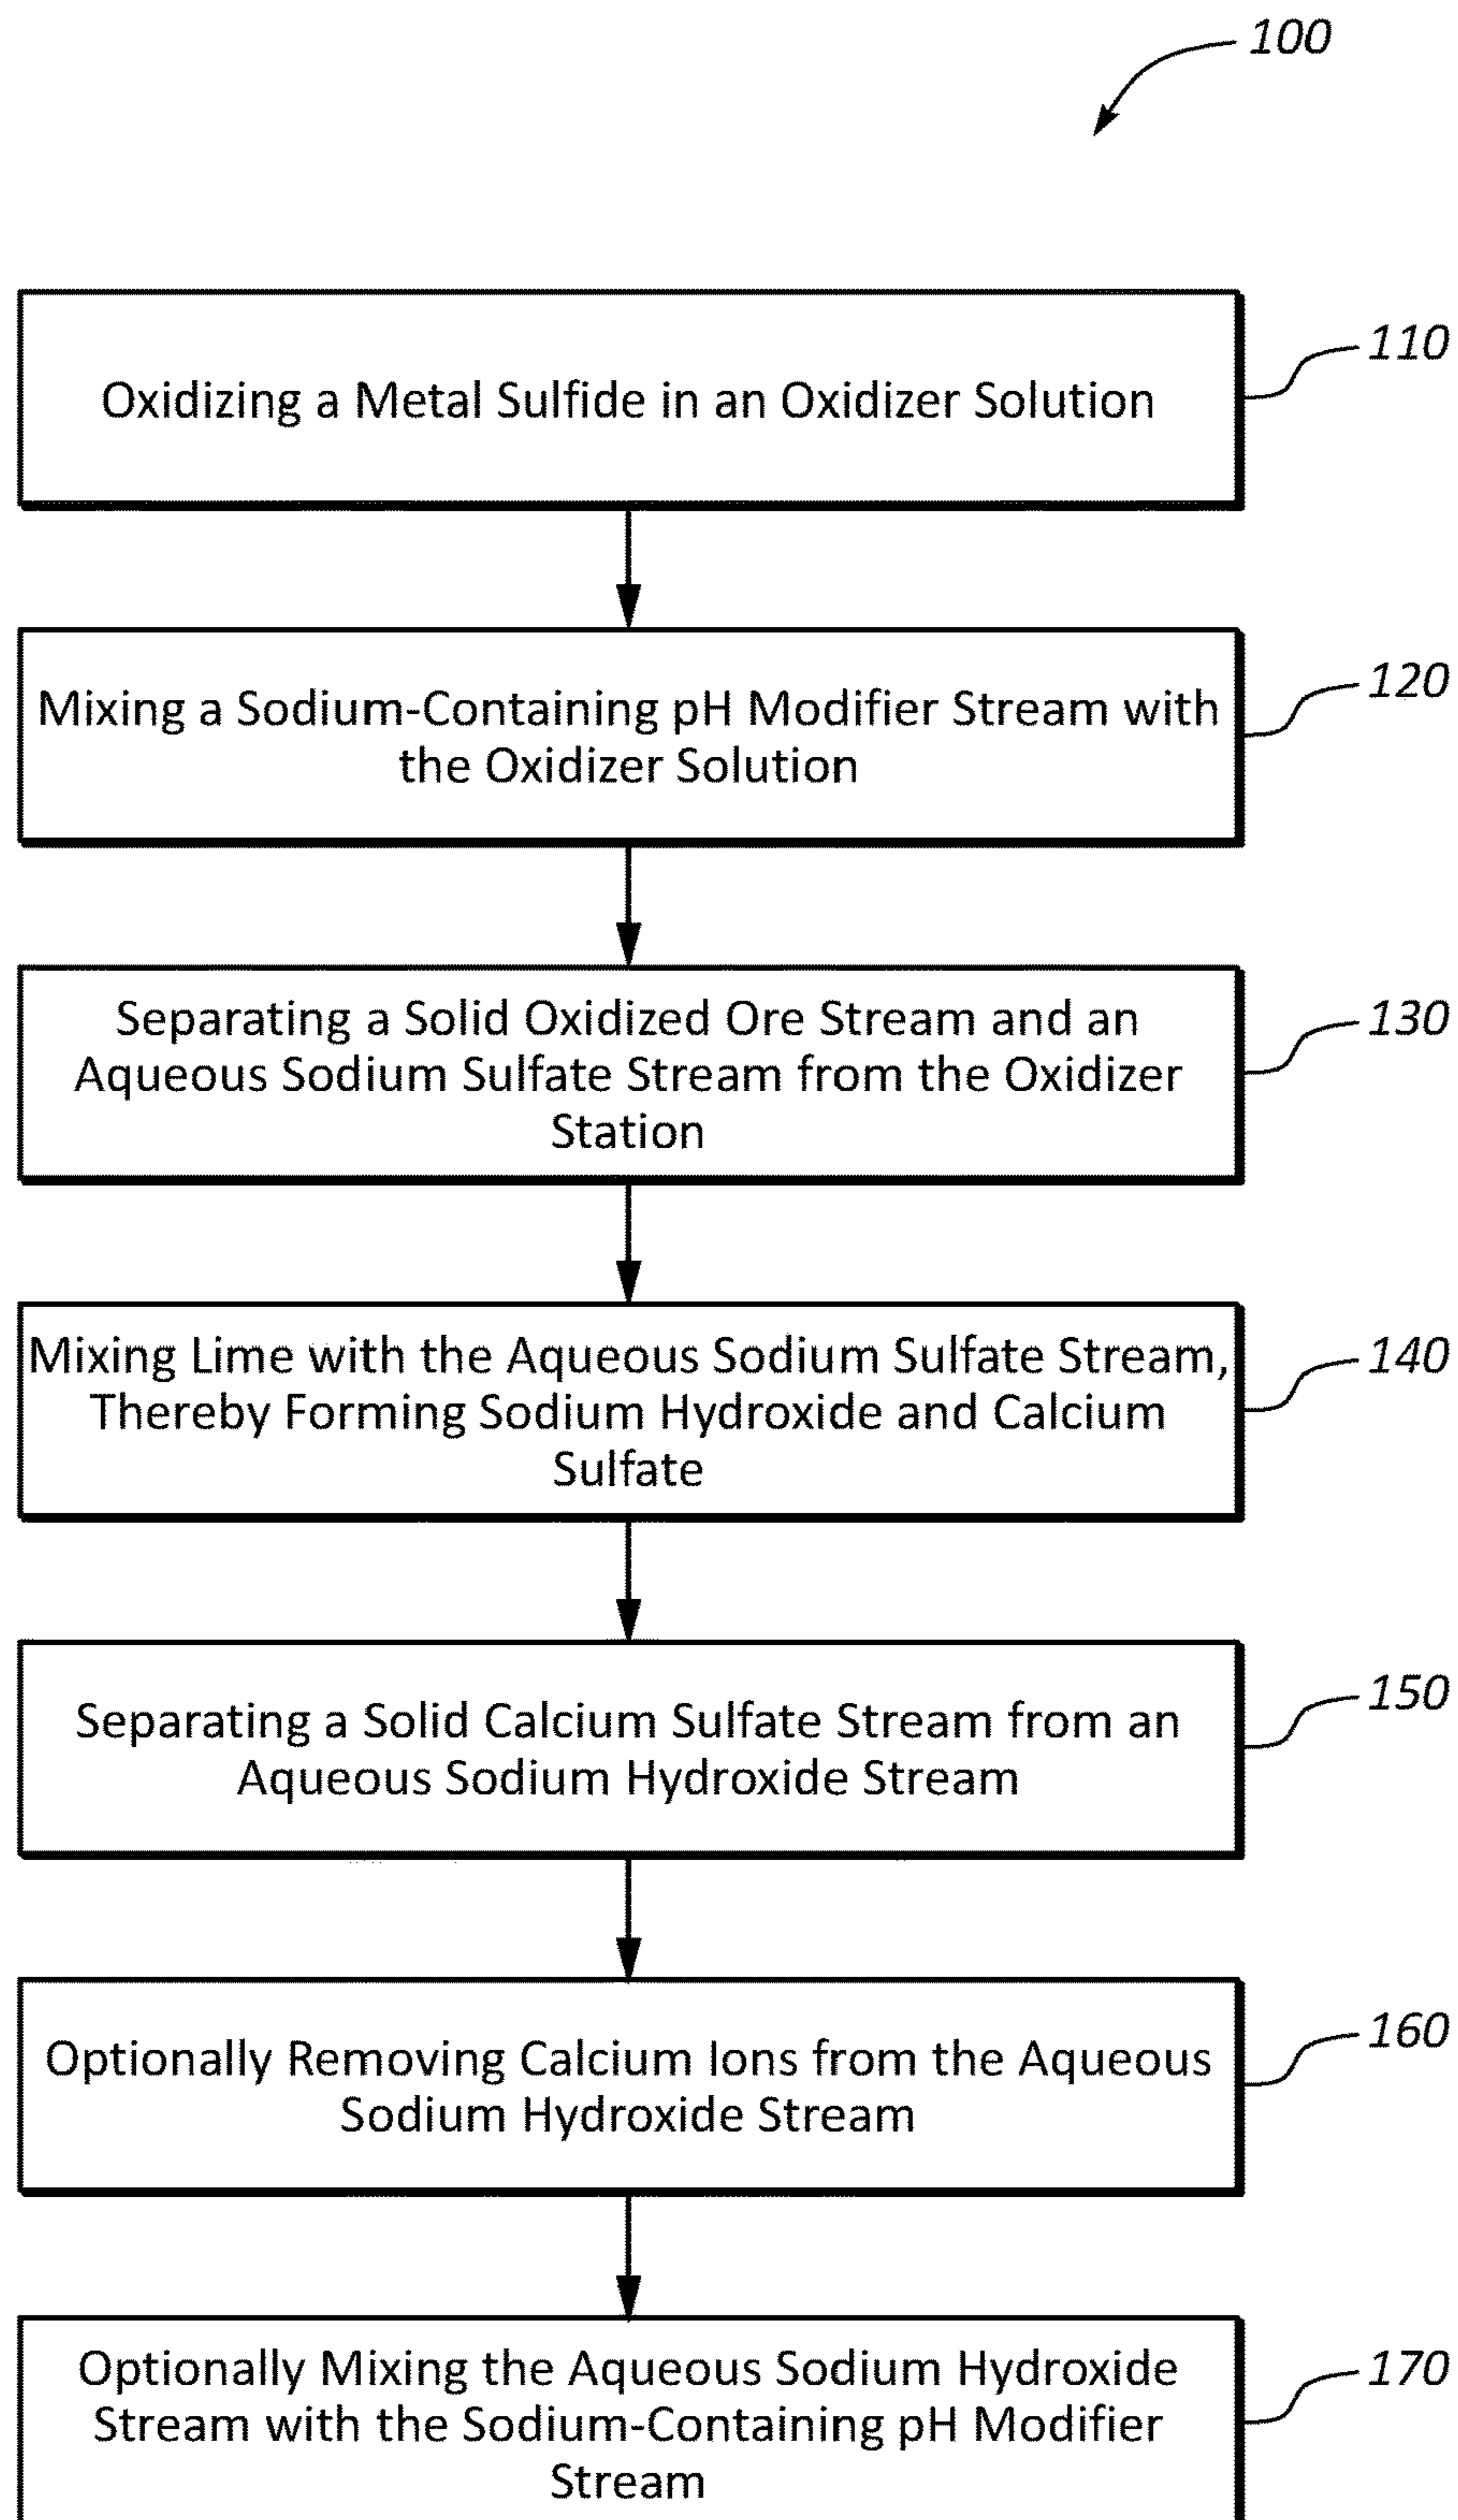 100
Oxidizing a Metal Sulfide in an Oxidizer Solution
110
Mixing a Sodium-Containing pH Modifier Stream with
the Oxidizer Solution
120
Separating a Solid Oxidized Ore Stream and an
Aqueous Sodium Sulfate Stream from the Oxidizer
Station
130
Mixing Lime with the Aqueous Sodium Sulfate Stream,
Thereby Forming Sodium Hydroxide and Calcium
Sulfate
140
Separating a Solid Calcium Sulfate Stream from an
Aqueous Sodium Hydroxide Stream
150
Optionally Removing Calcium Ions from the Aqueous
Sodium Hydroxide Stream
160
Optionally Mixing the Aqueous Sodium Hydroxide
Stream with the Sodium-Containing pH Modifier
Stream
170